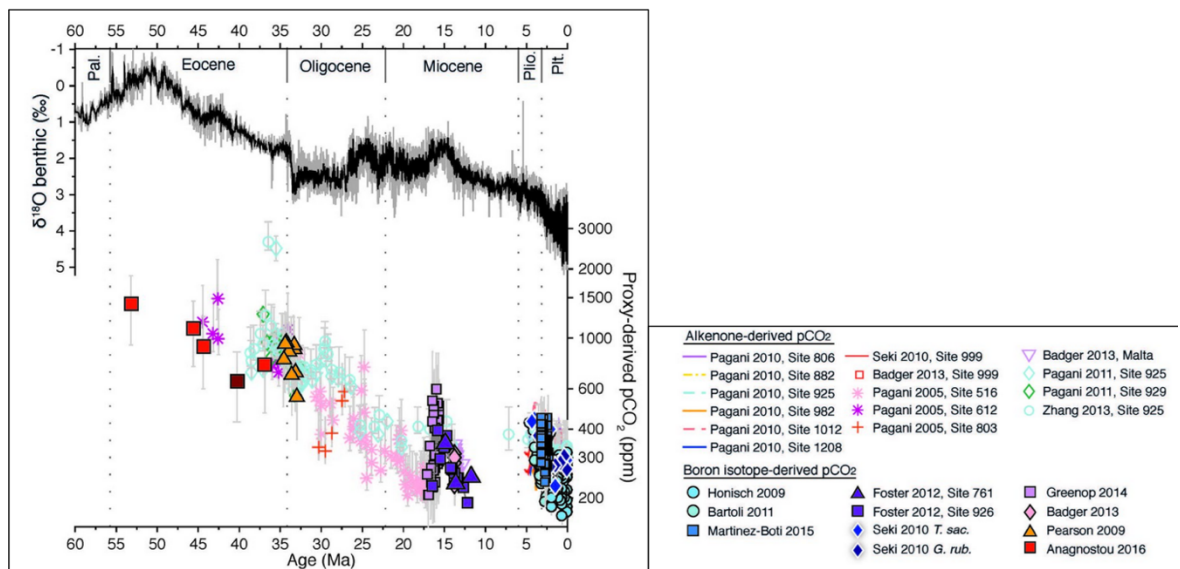 60 55 50 45 40 35 30 25 20 15 10 5 0
Pal. Eocene Oligocene Miocene Plio. Plt.
-1
0
1
2
3
4
5
δ¹⁸O benthic (‰)
3000
2000
1500
1000
600
400
300
200
Proxy-derived pCO₂ (ppm)
60 55 50 45 40 35 30 25 20 15 10 5 0
Age (Ma)
Alkenone-derived pCO₂
Pagani 2010, Site 806
Pagani 2010, Site 882
Pagani 2010, Site 925
Pagani 2010, Site 982
Pagani 2010, Site 1012
Pagani 2010, Site 1208
Seki 2010, Site 999
Badger 2013, Site 999
Pagani 2005, Site 516
Pagani 2005, Site 612
Pagani 2005, Site 803
Badger 2013, Malta
Pagani 2011, Site 925
Pagani 2011, Site 929
Zhang 2013, Site 925
Boron isotope-derived pCO₂
Honisch 2009
Bartoli 2011
Martinez-Boti 2015
Foster 2012, Site 761
Foster 2012, Site 926
Seki 2010 T. sac.
Seki 2010 G. rub.
Greenop 2014
Badger 2013
Pearson 2009
Anagnostou 2016